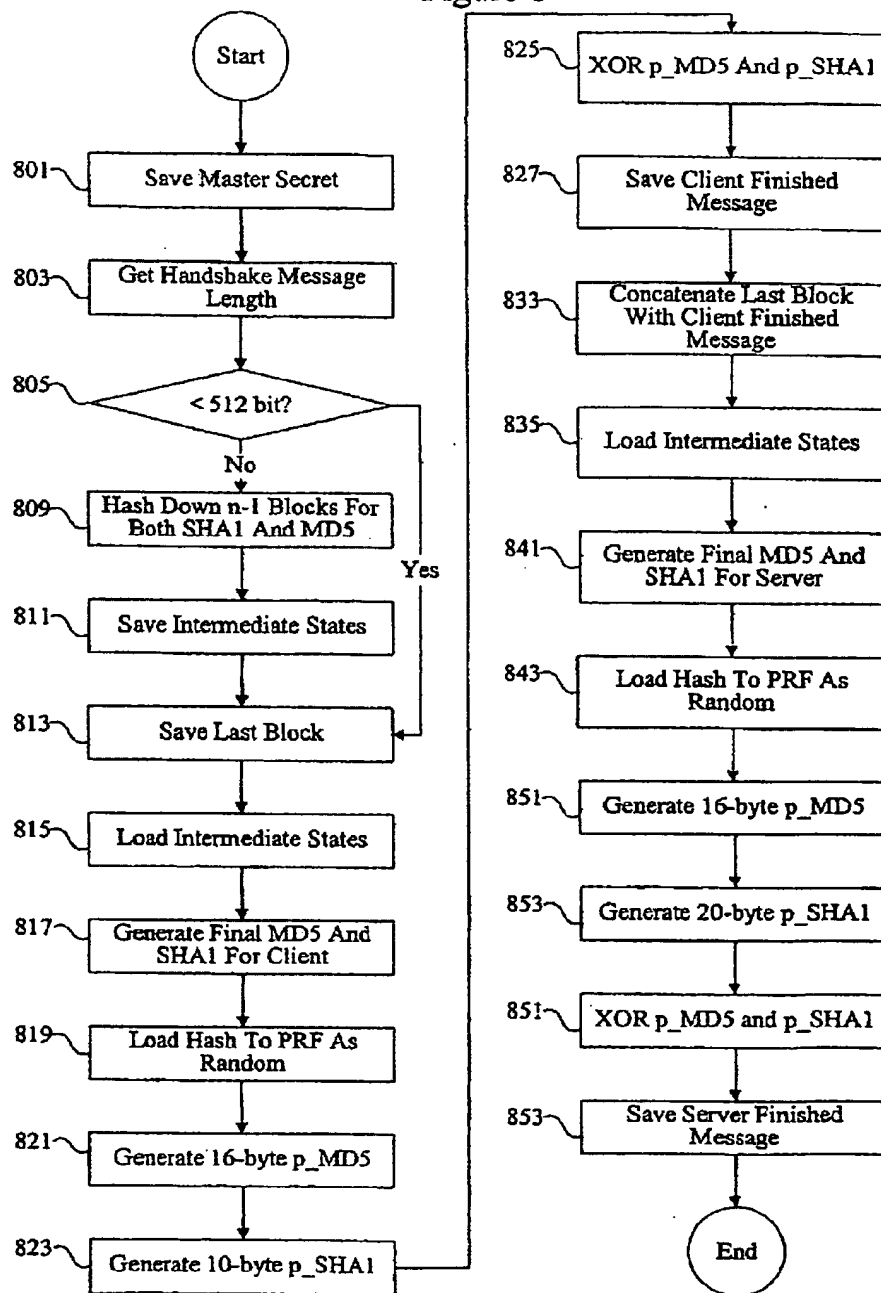 Start
801
Save Master Secret
803
Get Handshake Message
Length
805
< 512 bit?
No
Yes
809
Hash Down n-1 Blocks For
Both SHA1 And MD5
811
Save Intermediate States
813
Save Last Block
815
Load Intermediate States
817
Generate Final MD5 And
SHA1 For Client
819
Load Hash To PRF As
Random
821
Generate 16-byte p_MD5
823
Generate 10-byte p_SHA1
825
XOR p_MD5 And p_SHA1
827
Save Client Finished
Message
833
Concatenate Last Block
With Client Finished
Message
835
Load Intermediate States
841
Generate Final MD5 And
SHA1 For Server
843
Load Hash To PRF As
Random
851
Generate 16-byte p_MD5
853
Generate 20-byte p_SHA1
851
XOR p_MD5 and p_SHA1
853
Save Server Finished
Message
End